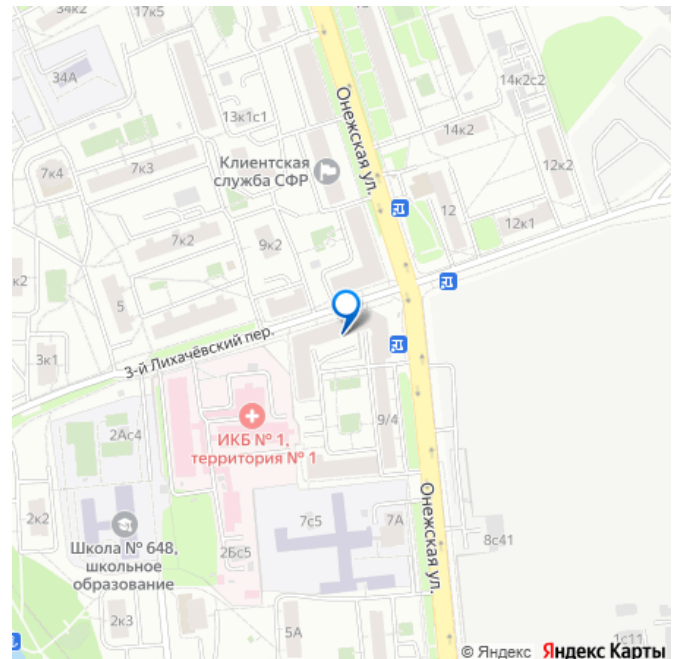 34к2
17к5
34А
14к2с2
13к1с1
Онежская ул.
14к2
Клиентская
служба СФР
7к4
7к3
12к2
12
12к1
7к2
9к2
к2
5
3-й Лихачёвский пер.
3к1
9/4
2Ас4
ИКБ № 1,
территория № 1
Онежская ул.
2к2
7с5
7А
8с41
Школа № 648,
школьное
образование
2Бс5
2к3
5А
1с11
© Яндекс Яндекс Карты